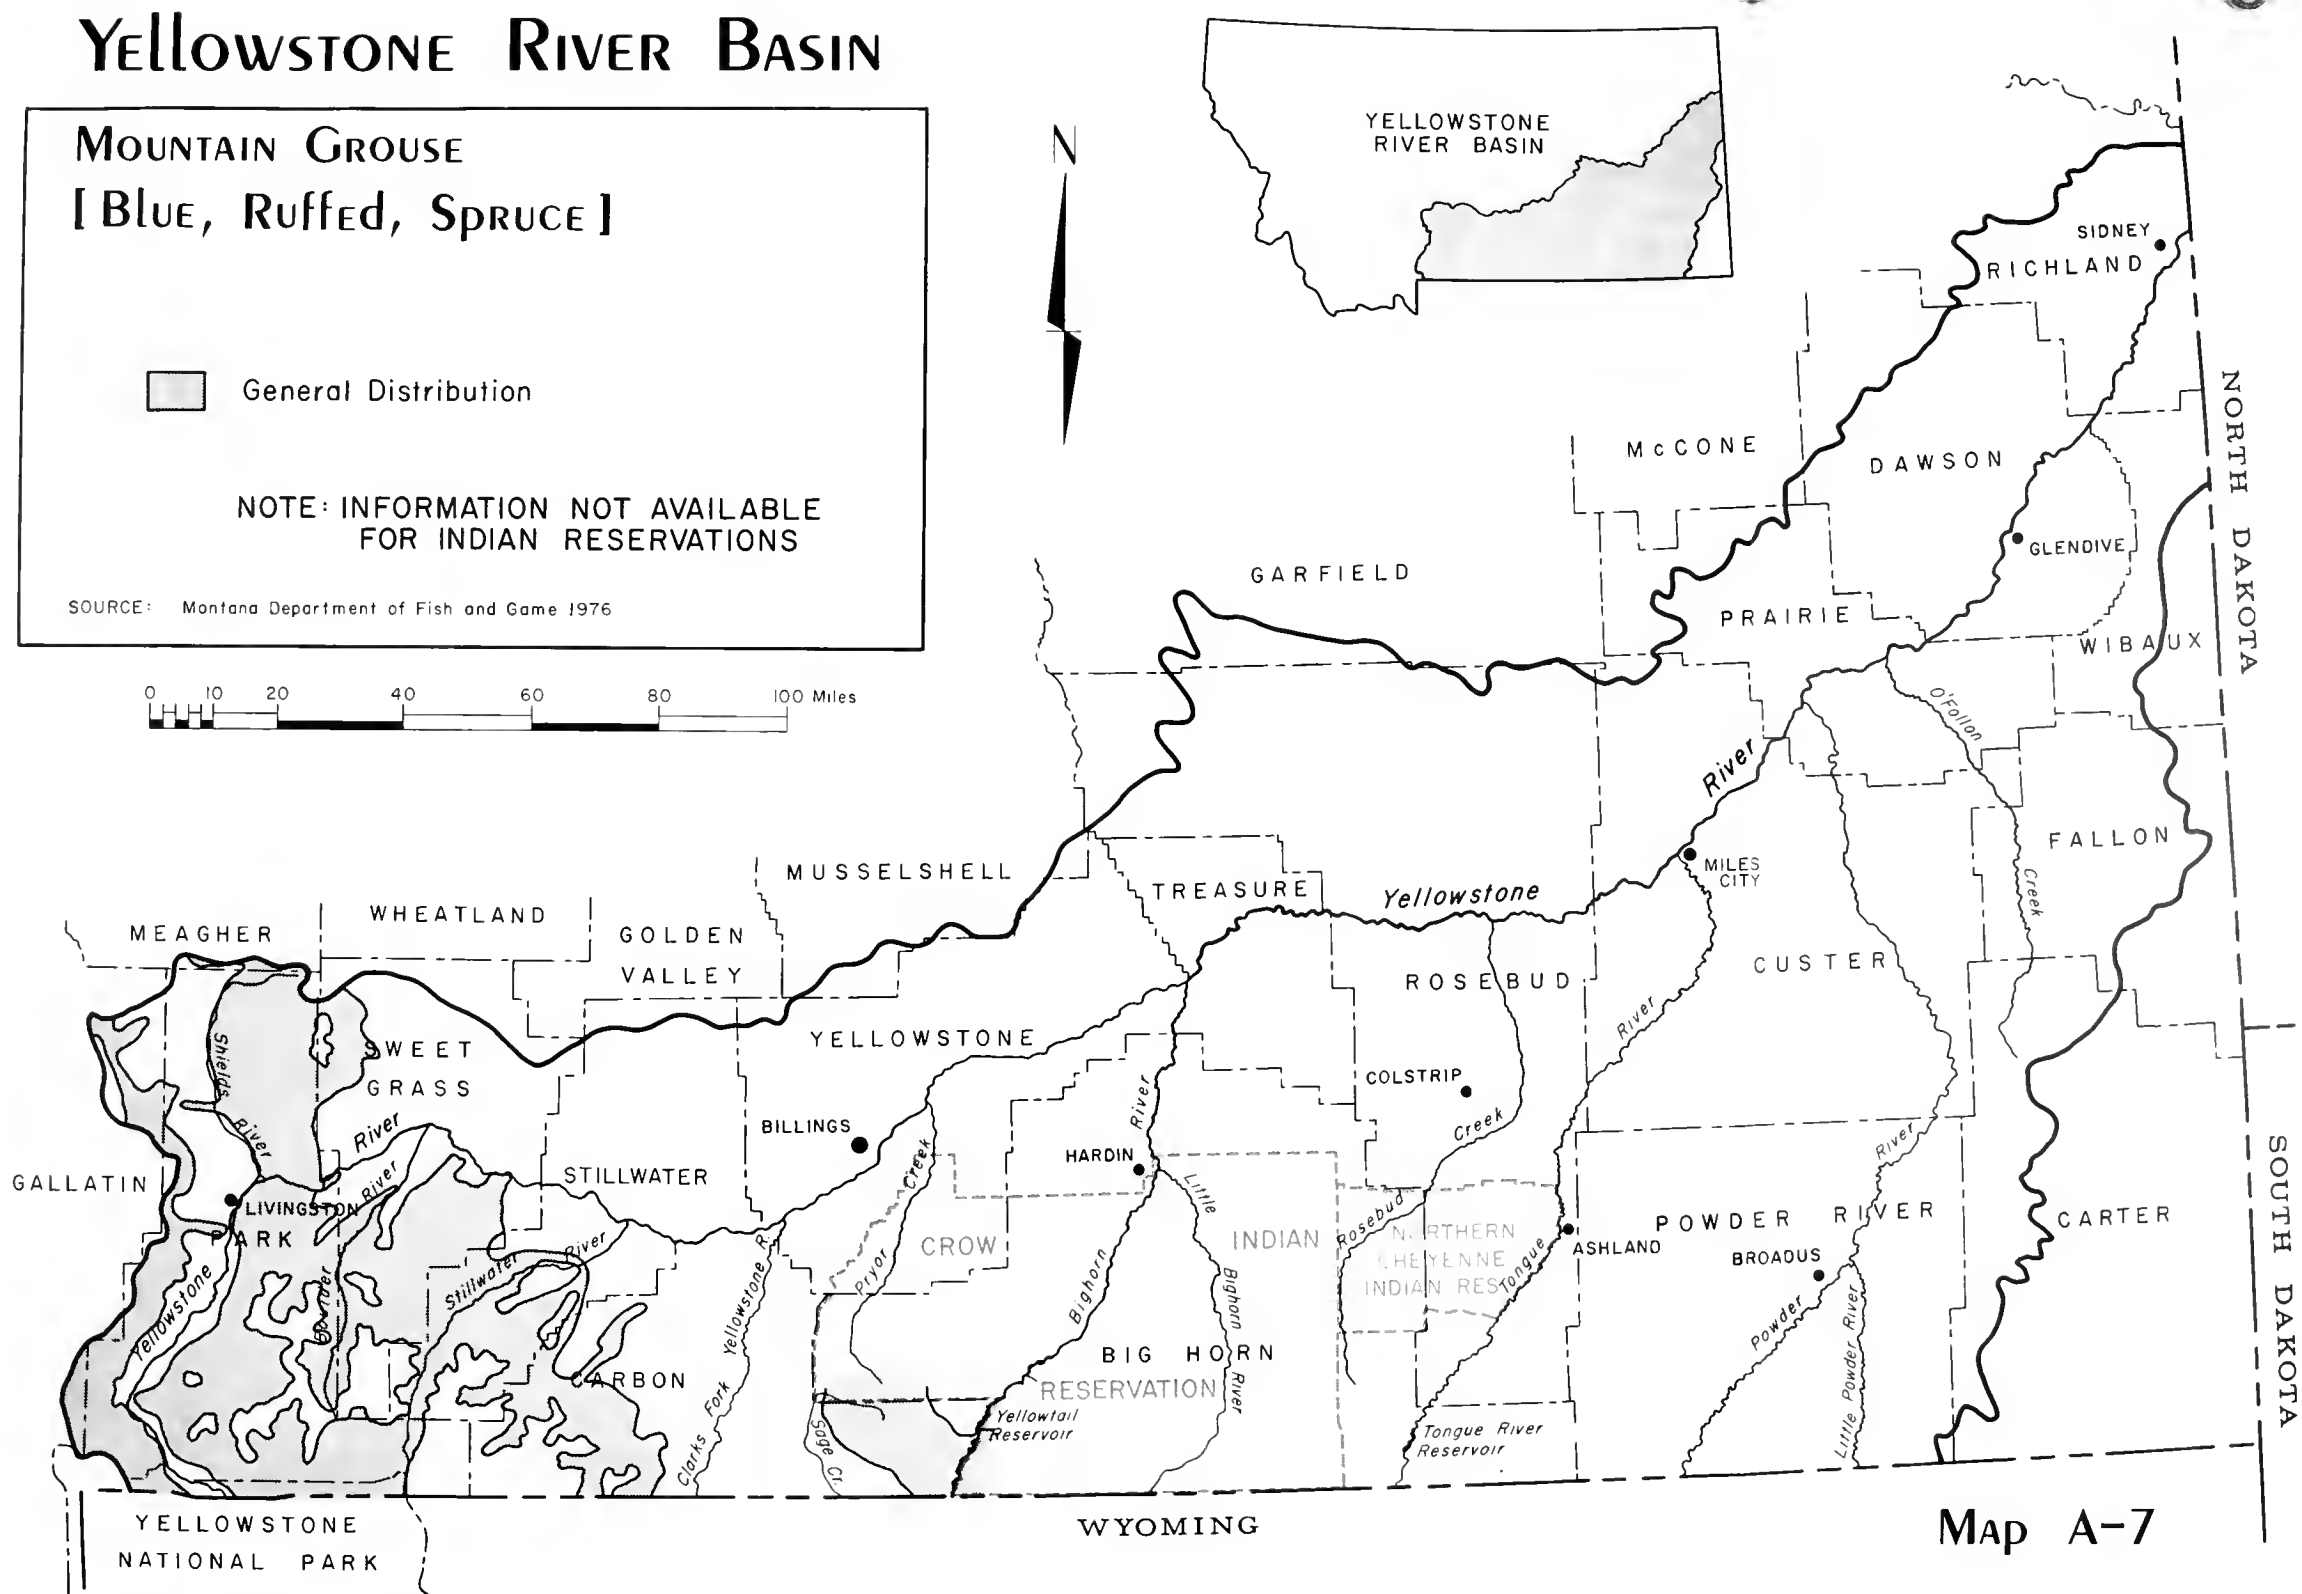 Yellowstone River Basin
Mountain Grouse
[ Blue, Ruffed, Spruce ]
General Distribution
NOTE: INFORMATION NOT AVAILABLE
FOR INDIAN RESERVATIONS
SOURCE: Montana Department of Fish and Game 1976
0 10 20 40 60 80 100 Miles
N
YELLOWSTONE
RIVER BASIN
SIDNEY
RICHLAND
NORTH DAKOTA
McCONE
DAWSON
GLENDIVE
GARFIELD
PRAIRIE
WIBAUX
O'Fallon
River
FALLON
MILES
CITY
Creek
MUSSELSHELL
TREASURE
Yellowstone
WHEATLAND
MEAGHER
GOLDEN
VALLEY
CUSTER
ROSEBUD
River
YELLOWSTONE
SWEET
GRASS
Shields
River
River
River
COLSTRIP
Creek
BILLINGS
River
HARDIN
Creek
River
GALLATIN
STILLWATER
LIVINGSTON
PARK
Little
Bighorn
River
INDIAN
CROW
Rosebud
NORTHERN
CHEYENNE
INDIAN RES
Tongue
ASHLAND
POWDER RIVER
BROADUS
CARTER
SOUTH DAKOTA
Yellowstone
Boulder
Stillwater River
Clarks Fork Yellowstone R.
Pryor
Bighorn
Powder
Little Powder River
CARBON
BIG HORN
RESERVATION
Yellowtail
Reservoir
Sage Cr.
Tongue River
Reservoir
YELLOWSTONE
NATIONAL PARK
WYOMING
Map A-7